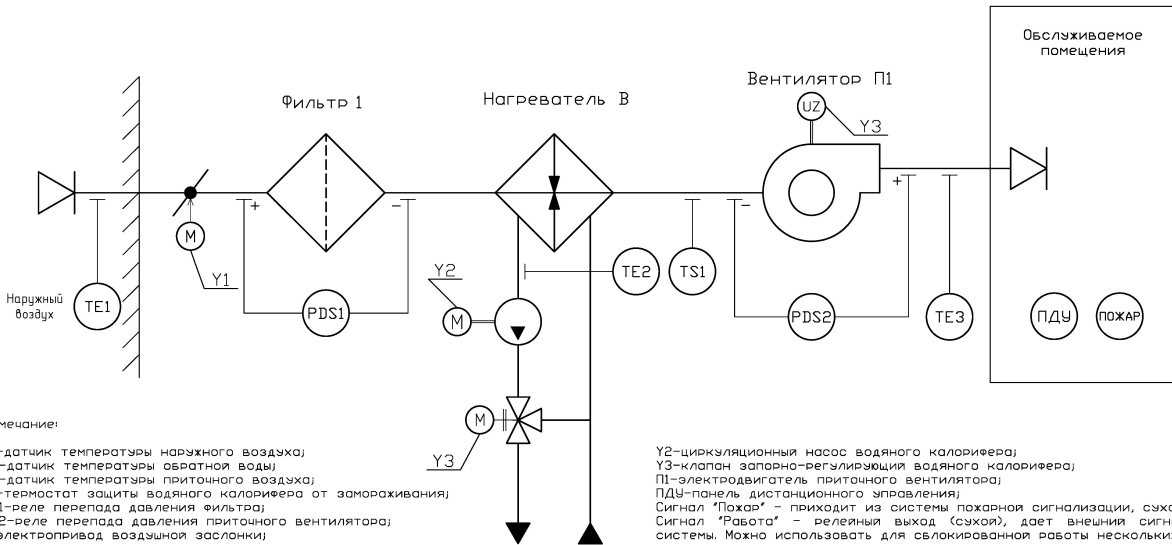 Обслуживаемое
помещения
Вентилятор П1
Фильтр 1
Нагреватель В
UZ
Y3
+
-
-
+
M
Y1
Y2
TE2
TS1
Наружный
воздух
TE1
PDS1
M
PDS2
TE3
ПДУ
ПОЖАР
M
Y3
мечание:
-датчик температуры наружного воздуха;
-датчик температуры обратной воды;
-датчик температуры приточного воздуха;
-термостат защиты водяного калорифера от замораживания;
1-реле перепада давления фильтра;
2-реле перепада давления приточного вентилятора;
электропривод воздушной заслонки;
Y2-циркуляционный насос водяного калорифера;
Y3-клапан запорно-регулирующий водяного калорифера;
П1-электродвигатель приточного вентилятора;
ПДУ-панель дистанционного управления;
Сигнал "Пожар" - приходит из системы пожарной сигнализации, сухо
Сигнал "Работа" - релейный выход (сухой), дает внешний сигн
системы. Можно использовать для сблокированной работы нескольки